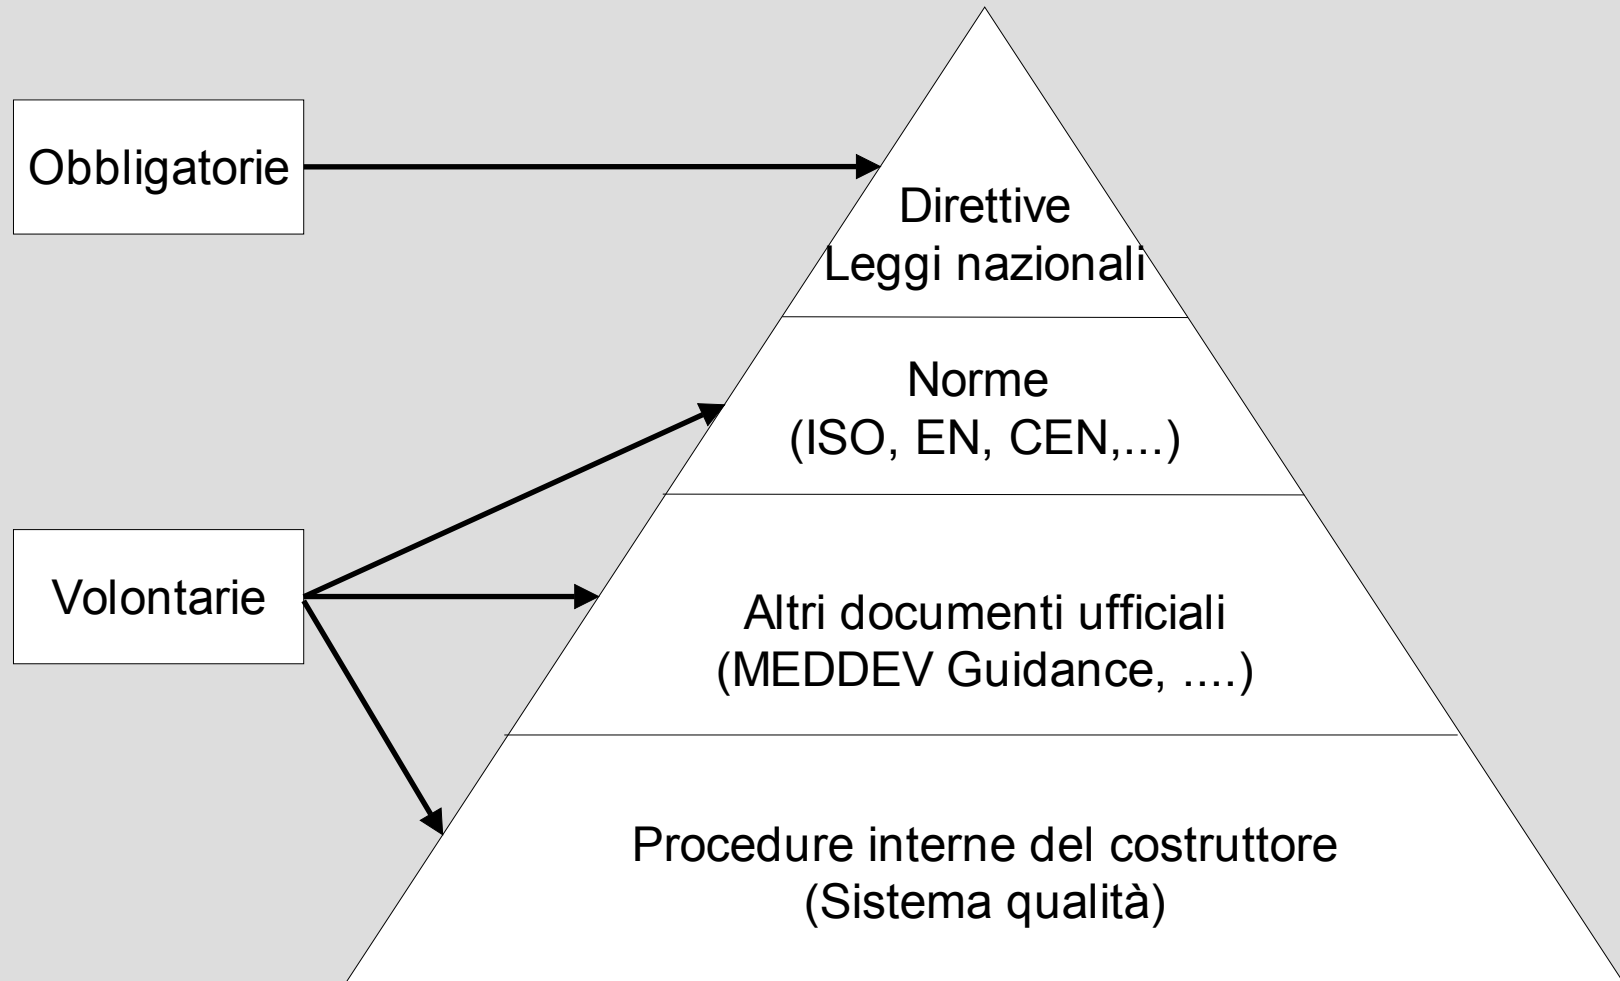 Obbligatorie
Direttive
Leggi nazionali
Norme
(ISO, EN, CEN,...)
Volontarie
Altri documenti ufficiali
(MEDDEV Guidance, ....)
Procedure interne del costruttore
(Sistema qualità)